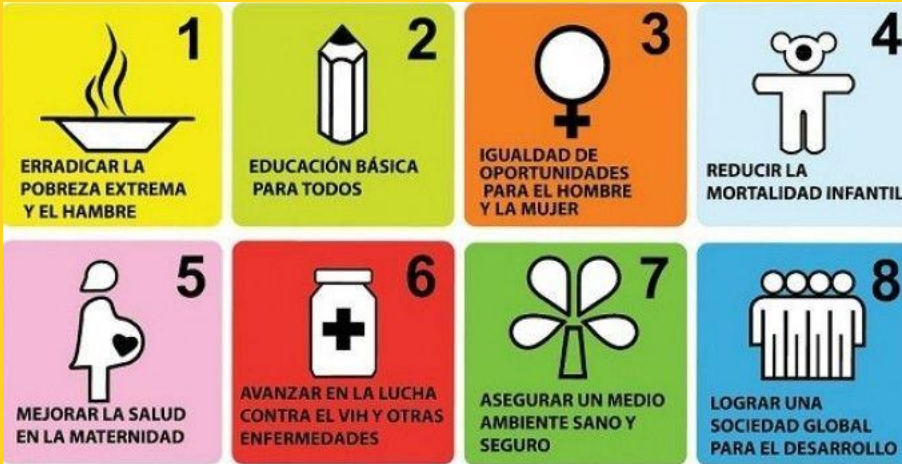 1
ERRADICAR LA
POBREZA EXTREMA
Y EL HAMBRE
2
EDUCACIÓN BÁSICA
PARA TODOS
3
IGUALDAD DE
OPORTUNIDADES
PARA EL HOMBRE
Y LA MUJER
4
REDUCIR LA
MORTALIDAD INFANTIL
5
MEJORAR LA SALUD
EN LA MATERNIDAD
6
AVANZAR EN LA LUCHA
CONTRA EL VIH Y OTRAS
ENFERMEDADES
7
ASEGURAR UN MEDIO
AMBIENTE SANO Y
SEGURO
8
LOGRAR UNA
SOCIEDAD GLOBAL
PARA EL DESARROLLO